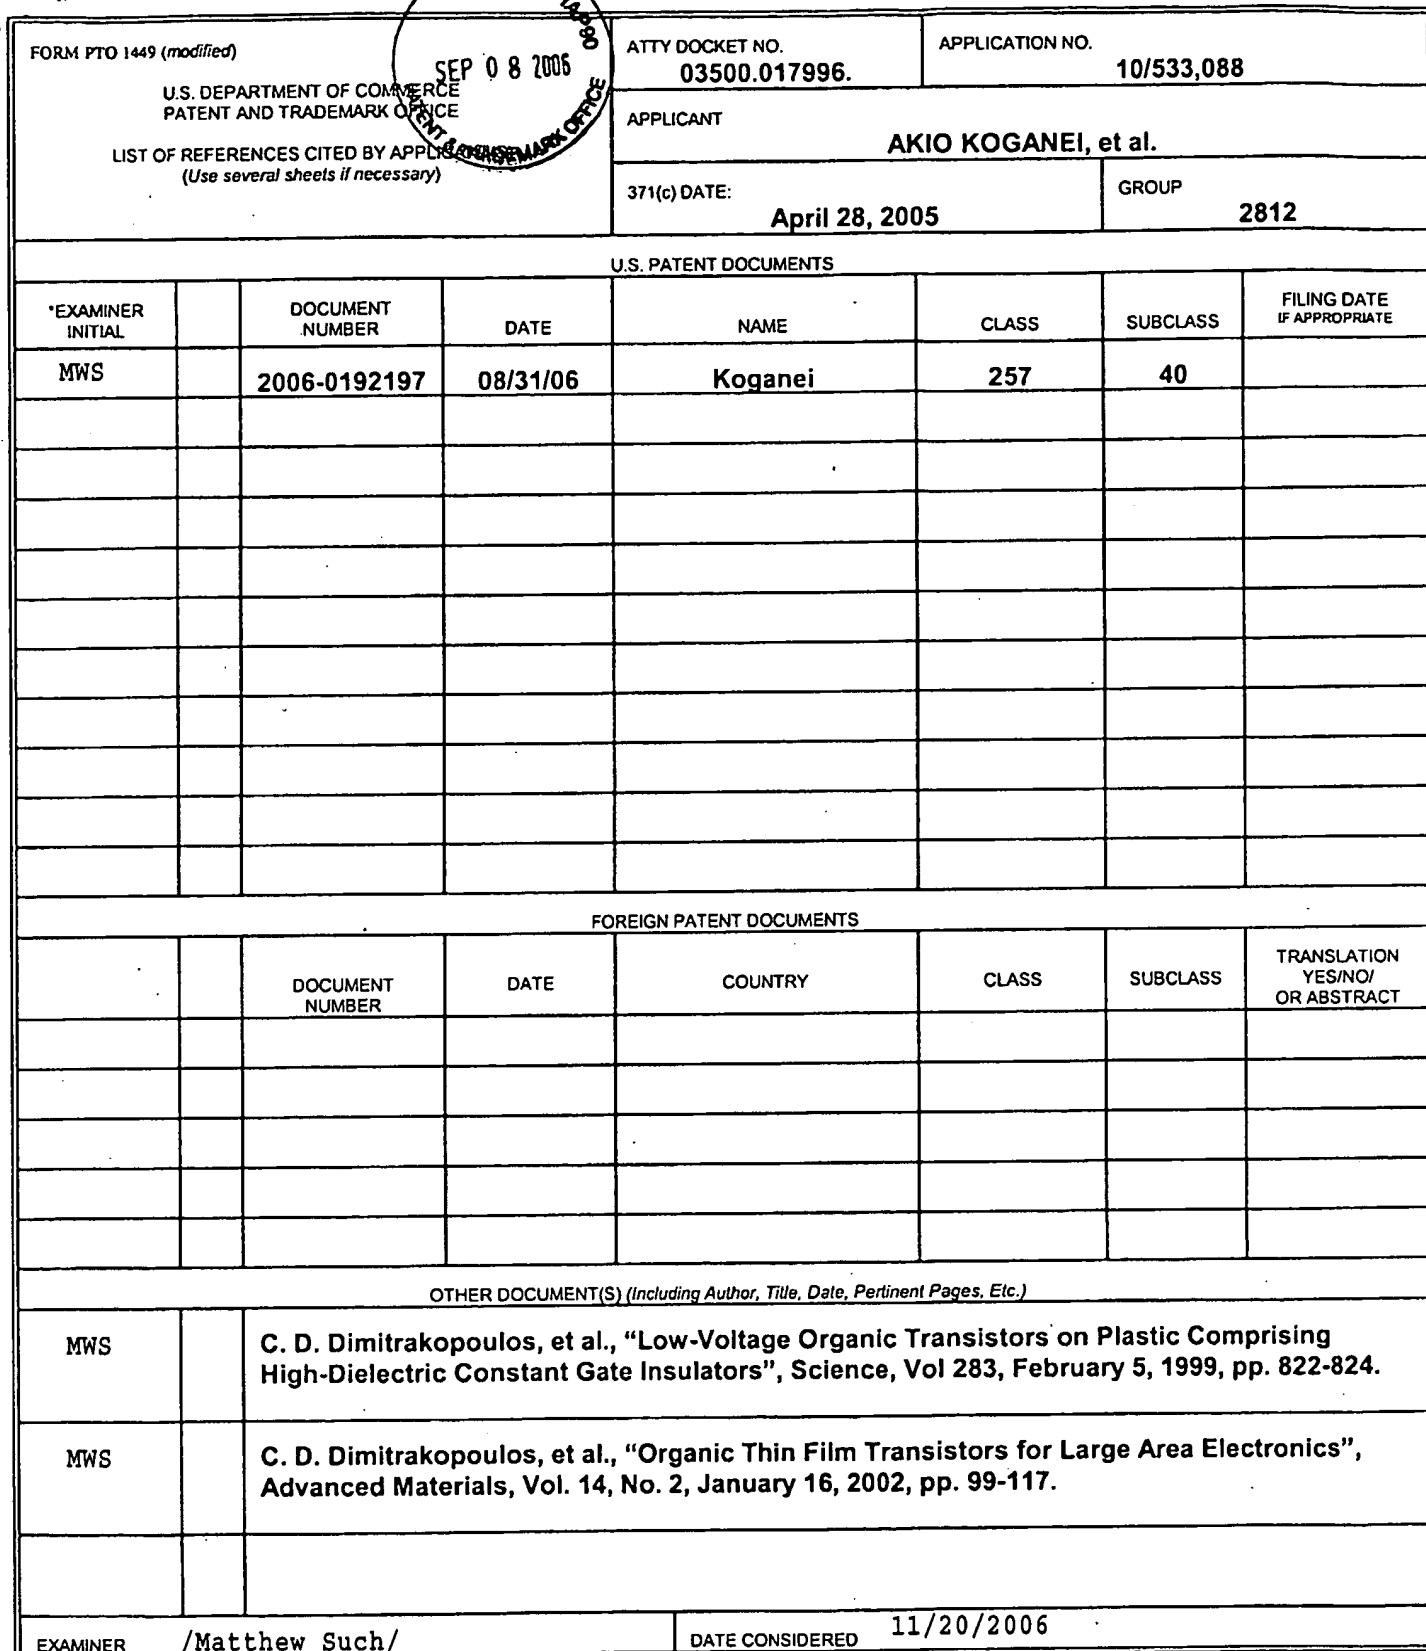 FORM PTO 1449 (modified)
U.S. DEPARTMENT OF COMMERCE
PATENT AND TRADEMARK OFFICE
LIST OF REFERENCES CITED BY
(Use several sheets if necessary)
SEP 08 2006
PATENT & TRADEMARK OFFICE
ATTY DOCKET NO.
03500.017996.
APPLICATION NO.
10/533,088
APPLICANT
AKIO KOGANEI, et al.
371(c) DATE:
April 28, 2005
GROUP
2812
U.S. PATENT DOCUMENTS
*EXAMINER INITIAL DOCUMENT NUMBER DATE NAME CLASS SUBCLASS FILING DATE IF APPROPRIATE
MWS 2006-0192197 08/31/06 Koganei 257 40
FOREIGN PATENT DOCUMENTS
DOCUMENT NUMBER DATE COUNTRY CLASS SUBCLASS TRANSLATION YES/NO/ OR ABSTRACT
OTHER DOCUMENT(S) (Including Author, Title, Date, Pertinent Pages, Etc.)
MWS C. D. Dimitrakopoulos, et al., “Low-Voltage Organic Transistors on Plastic Comprising
High-Dielectric Constant Gate Insulators”, Science, Vol 283, February 5, 1999, pp. 822-824.
MWS C. D. Dimitrakopoulos, et al., “Organic Thin Film Transistors for Large Area Electronics”,
Advanced Materials, Vol. 14, No. 2, January 16, 2002, pp. 99-117.
EXAMINER /Matthew Such/ DATE CONSIDERED 11/20/2006